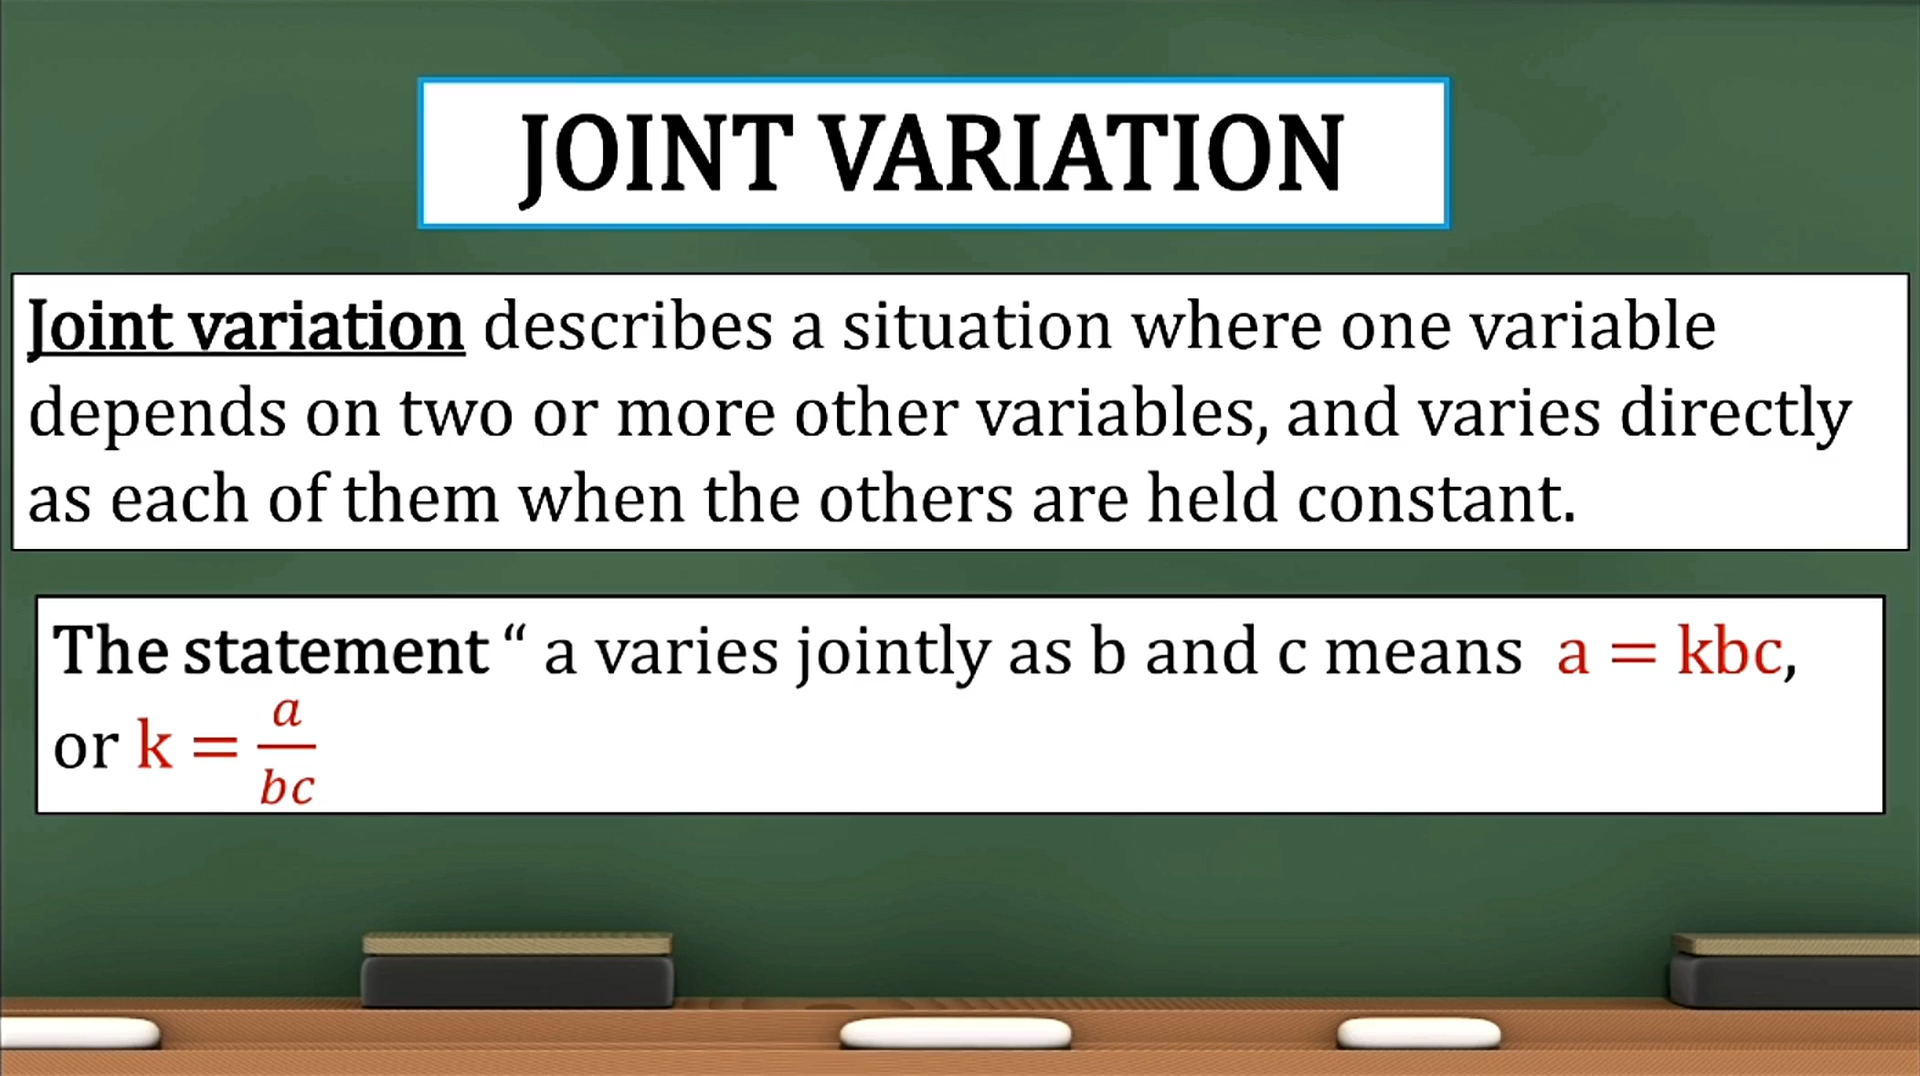 JOINT VARIATION
Joint variation describes a situation where one variable
depends on two or more other variables, and varies directly
as each of them when the others are held constant.
The statement “ a varies jointly as b and c means a = kbc,
or k = a/bc